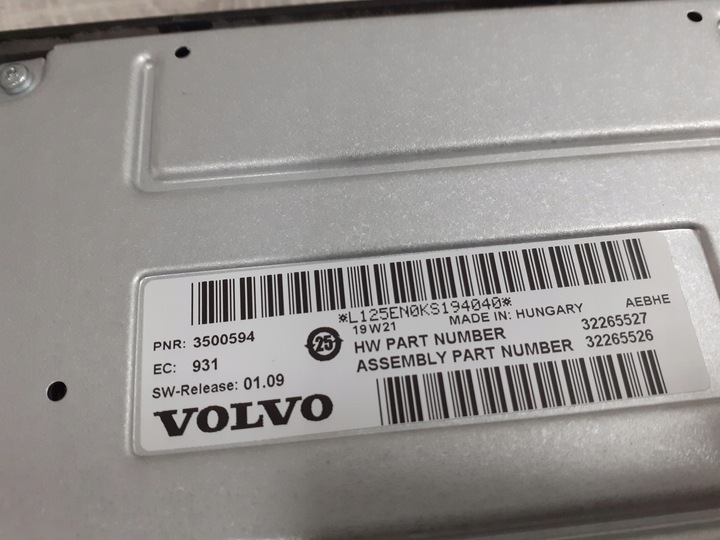 *L125EN0KS194040*
PNR: 3500594
25
19W21 MADE IN: HUNGARY AEBHE
EC: 931
HW PART NUMBER 32265527
SW-Release: 01.09
ASSEMBLY PART NUMBER 32265526
VOLVO